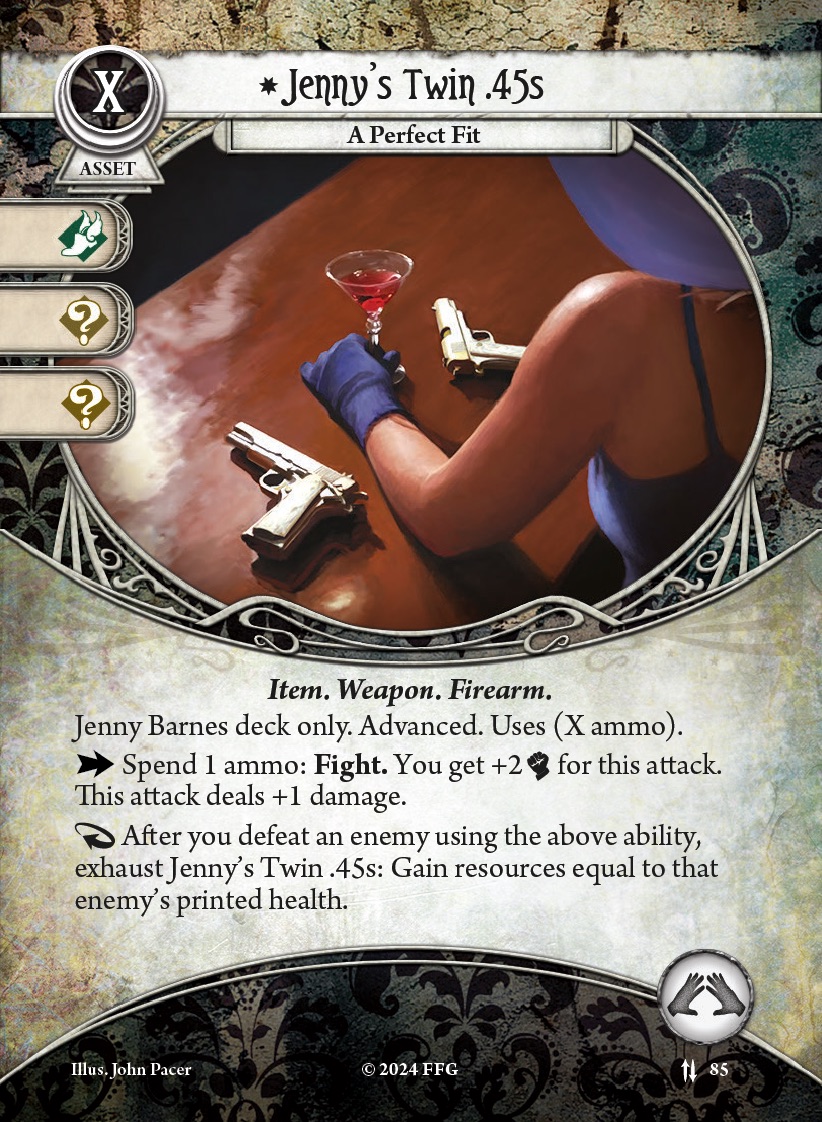 X
Jenny's Twin .45s
ASSET
A Perfect Fit
?
?
Item. Weapon. Firearm.
Jenny Barnes deck only. Advanced. Uses (X ammo).
Spend 1 ammo: Fight. You get +2 for this attack.
This attack deals +1 damage.
After you defeat an enemy using the above ability,
exhaust Jenny's Twin .45s: Gain resources equal to that
enemy's printed health.
Illus. John Pacer
© 2024 FFG
85